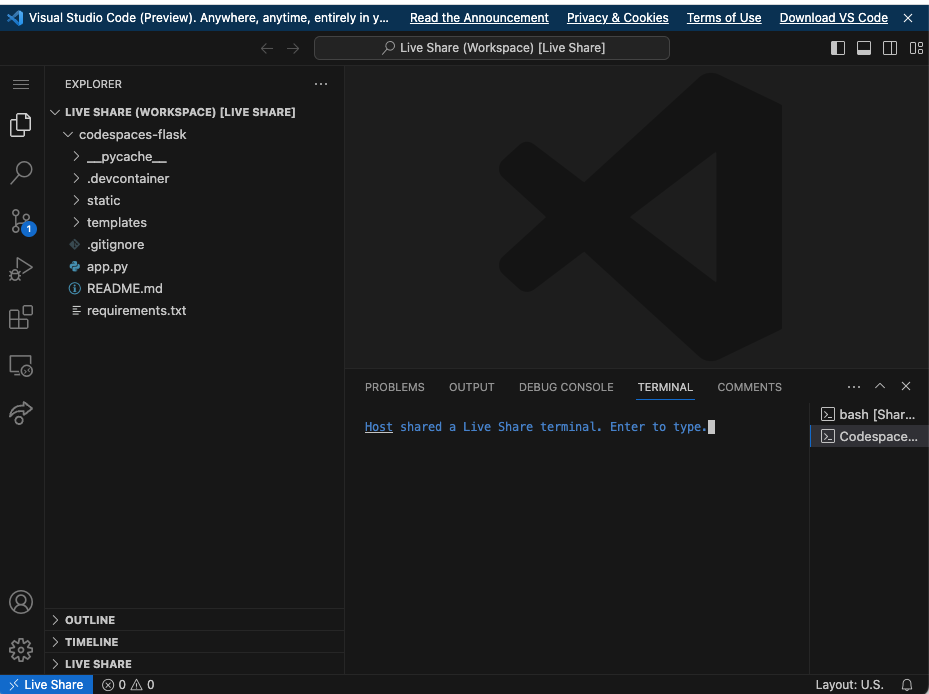 Visual Studio Code (Preview). Anywhere, anytime, entirely in y... Read the Announcement Privacy & Cookies Terms of Use Download VS Code
Live Share (Workspace) [Live Share]
EXPLORER
LIVE SHARE (WORKSPACE) [LIVE SHARE]
codespaces-flask
__pycache__
.devcontainer
static
templates
.gitignore
app.py
README.md
requirements.txt
1
OUTLINE
TIMELINE
LIVE SHARE
PROBLEMS OUTPUT DEBUG CONSOLE TERMINAL COMMENTS
Host shared a Live Share terminal. Enter to type.
bash [Shar...
Codespace...
Live Share 0 0 Layout: U.S.